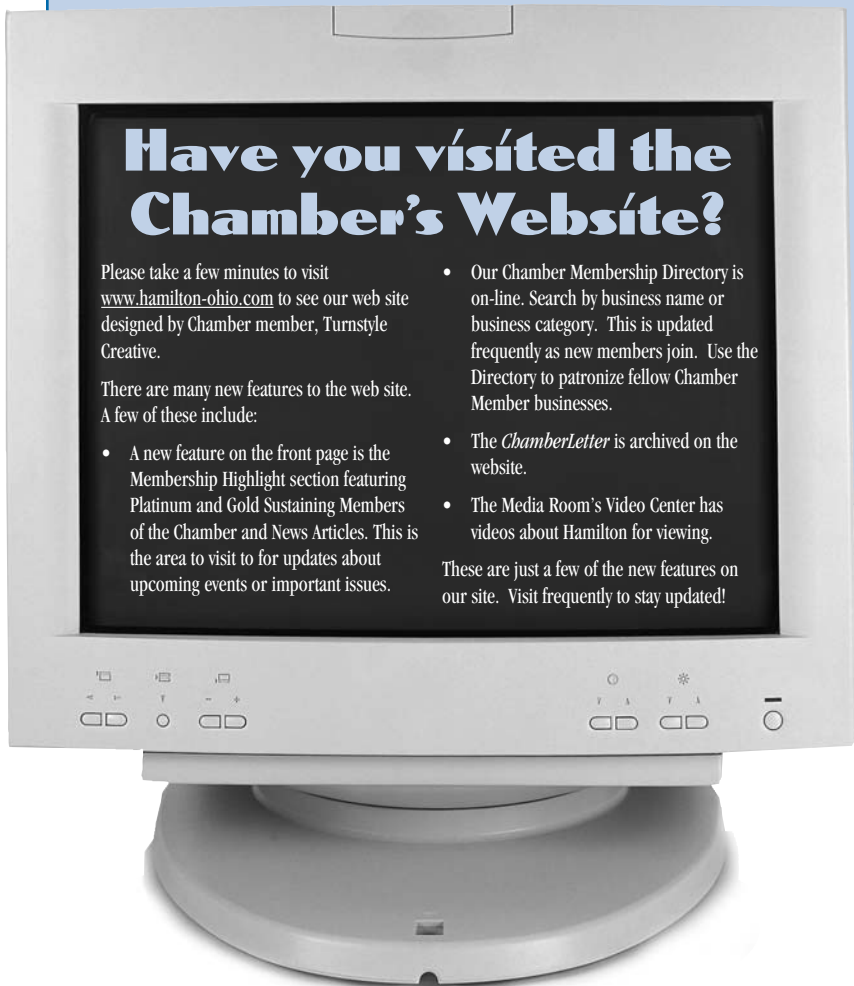 Have you visited the
Chamber's Website?
Please take a few minutes to visit
www.hamilton-ohio.com to see our web site
designed by Chamber member, Turnstyle
Creative.
There are many new features to the web site.
A few of these include:
• A new feature on the front page is the
Membership Highlight section featuring
Platinum and Gold Sustaining Members
of the Chamber and News Articles. This is
the area to visit to for updates about
upcoming events or important issues.
• Our Chamber Membership Directory is
on-line. Search by business name or
business category. This is updated
frequently as new members join. Use the
Directory to patronize fellow Chamber
Member businesses.
• The ChamberLetter is archived on the
website.
• The Media Room's Video Center has
videos about Hamilton for viewing.
These are just a few of the new features on
our site. Visit frequently to stay updated!